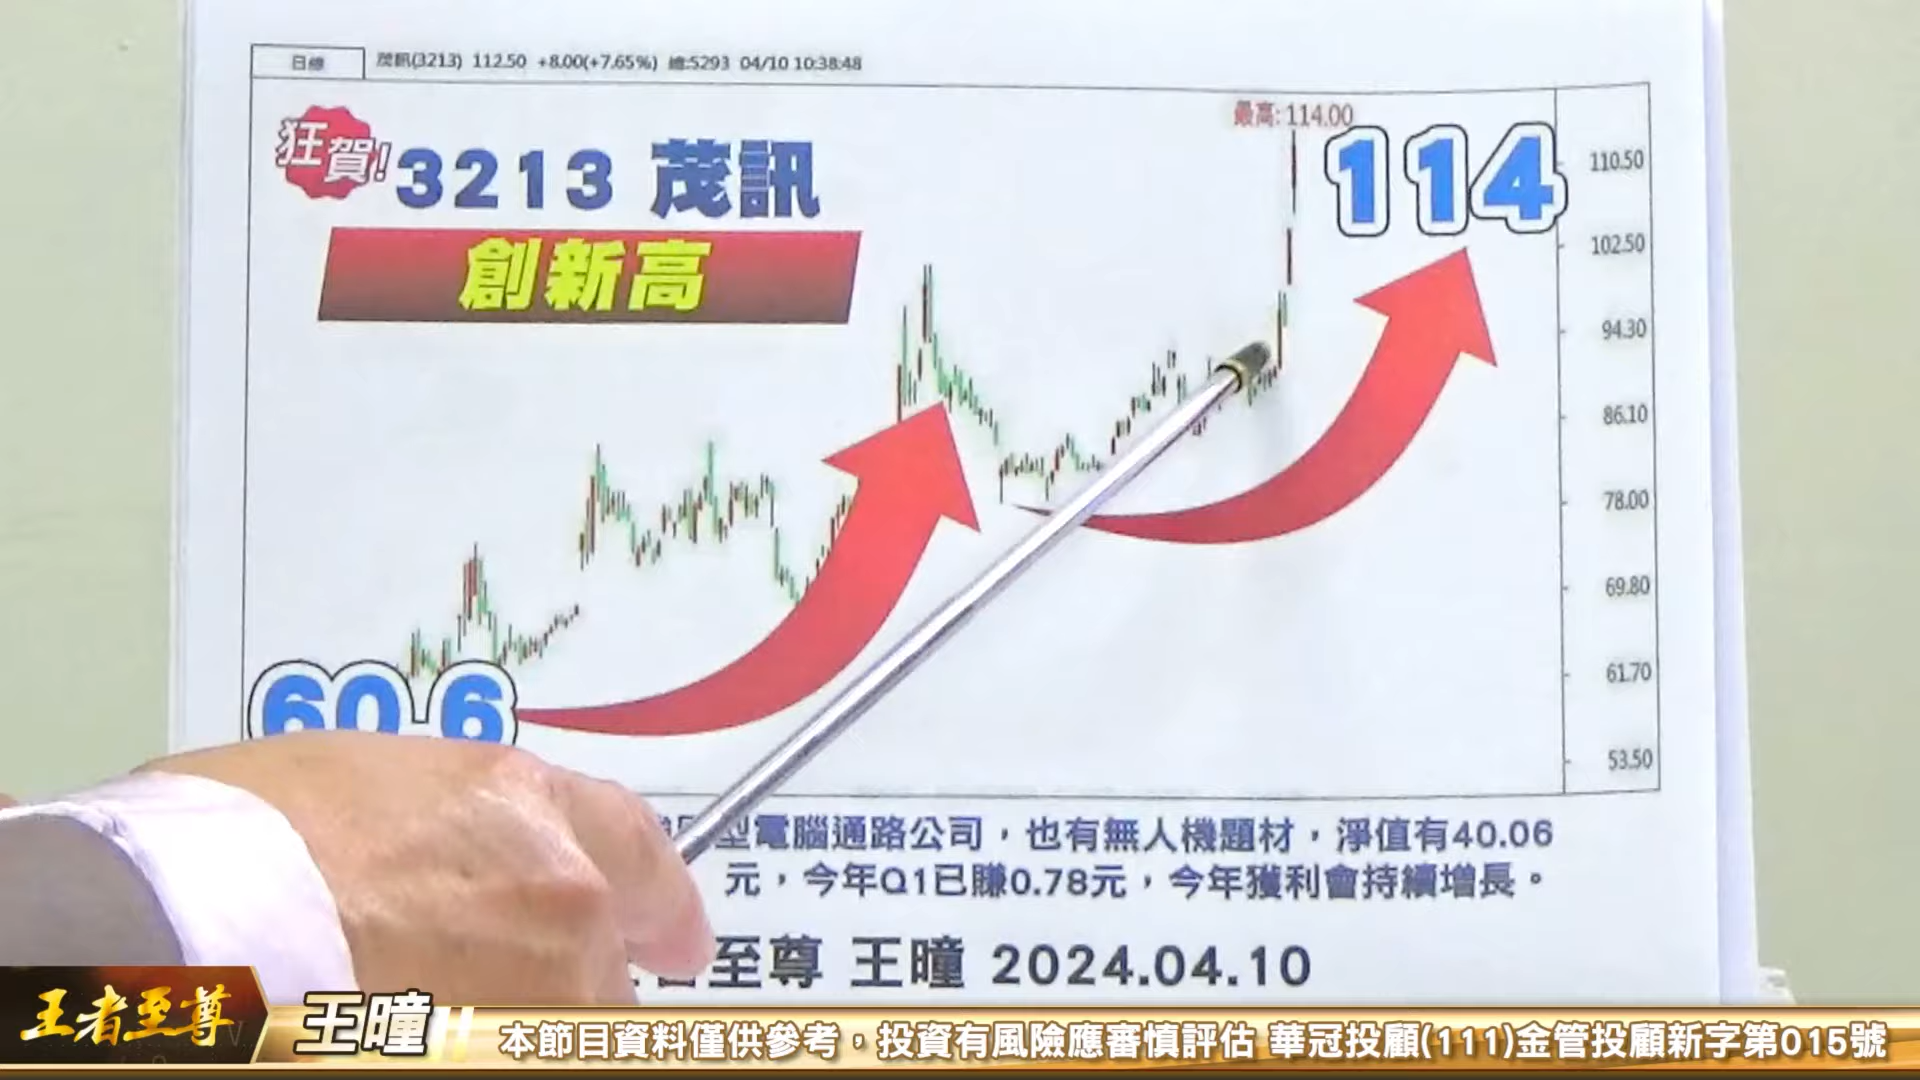 日線 茂訊(3213) 112.50 +8.00(+7.65%) 總:5293 04/10 10:38:48
狂賀! 3213 茂訊
創新高
最高: 114.00
114
110.50
102.50
94.30
86.10
78.00
69.80
61.70
53.50
60.6
型電腦通路公司，也有無人機題材，淨值有40.06
元，今年Q1已賺0.78元，今年獲利會持續增長。
至尊 王曈 2024.04.10
王者至尊 王曈 本節目資料僅供參考，投資有風險應審慎評估 華冠投顧(111)金管投顧新字第015號